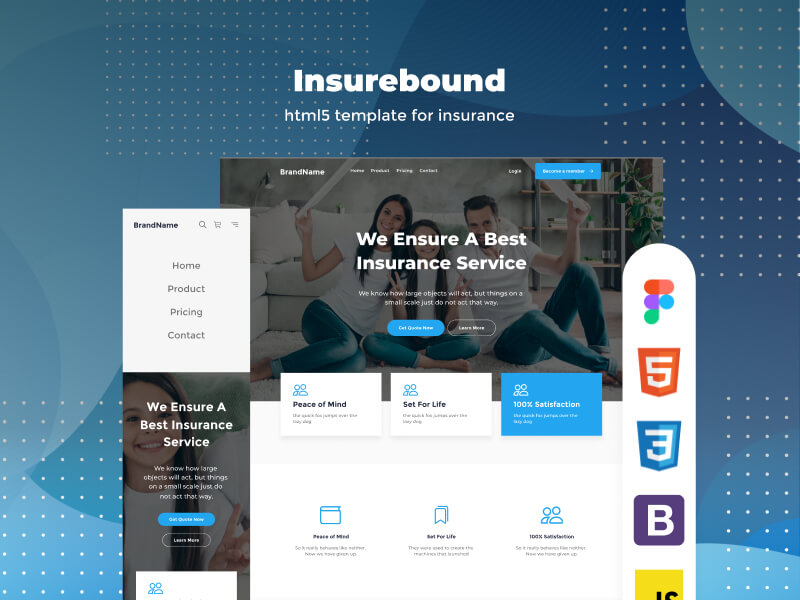 Insurebound
html5 template for insurance
BrandName
Home Product Pricing Contact
Login
Become a member
We Ensure A Best
Insurance Service
We know how large objects will act, but things on a
small scale just do not act that way.
Get Quote Now
Learn More
Peace of Mind
the quick fox jumps over the
lazy dog
Set For Life
the quick fox jumps over the
lazy dog
100% Satisfaction
the quick fox jumps over the
lazy dog
Peace of Mind
So it really behaves like neither.
Now we have given up.
Set For Life
They were used to create the
machines that launched
100% Satisfaction
So it really behaves like neither.
Now we have given up.
BrandName
Home
Product
Pricing
Contact
We Ensure A
Best Insurance
Service
We know how large
objects will act, but things
on a small scale just do
not act that way.
Get Quote Now
Learn More
5
3
B
JS